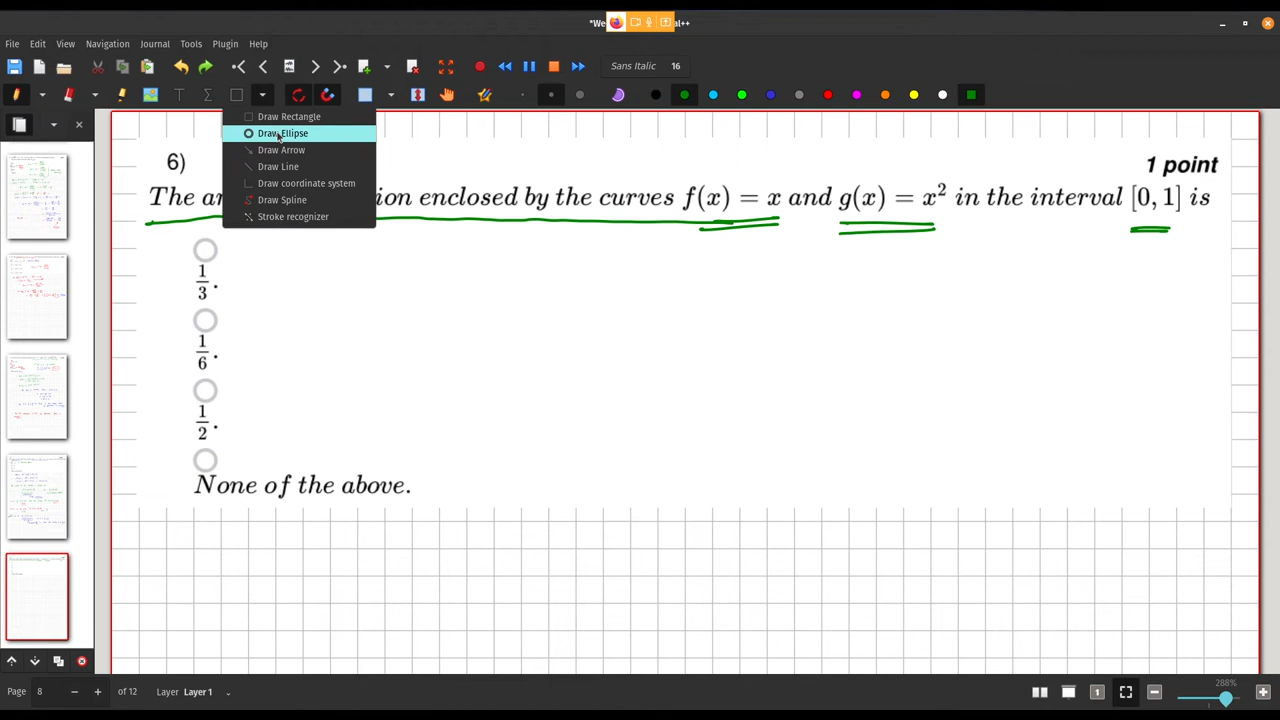 *We al++
File Edit View Navigation Journal Tools Plugin Help
Sans Italic 16
Draw Rectangle
Draw Ellipse
Draw Arrow
Draw Line
Draw coordinate system
Draw Spline
Stroke recognizer
6)
1 point
The ar ion enclosed by the curves f(x) = x and g(x) = x² in the interval [0, 1] is
1/3.
1/6.
1/2.
None of the above.
Page 8 of 12 Layer Layer 1
1
288%